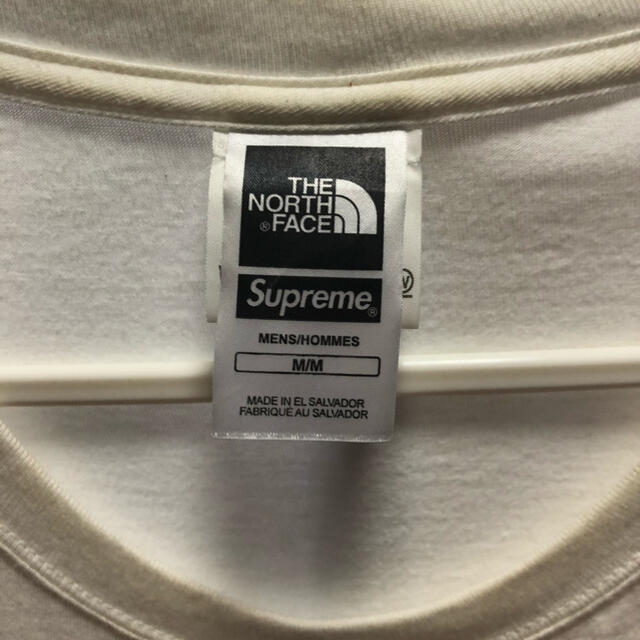 THE
NORTH
®FACE
Supreme®
MENS/HOMMES
M/M
MADE IN EL SALVADOR
FABRIQUÉ AU SALVADOR